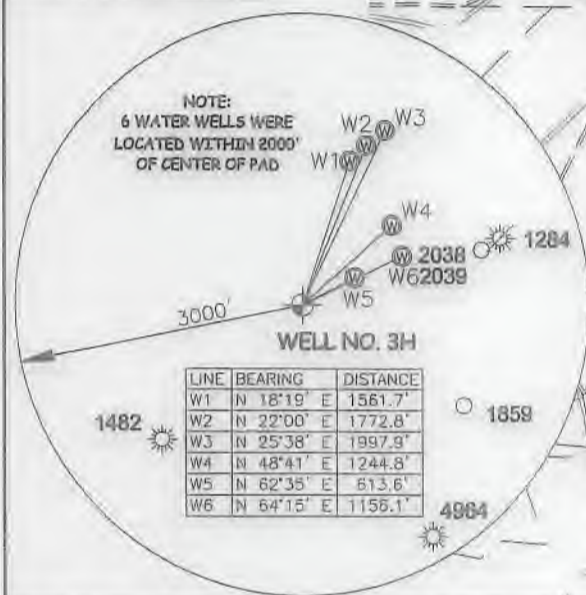 NOTE:
6 WATER WELLS WERE
LOCATED WITHIN 2000'
OF CENTER OF PAD
W1
W2
W3
W4
W5
W6
2038
2039
1284
3000'
WELL NO. 3H
LINE BEARING DISTANCE
W1 N 18°19' E 1561.7'
W2 N 22°00' E 1772.8'
W3 N 25°38' E 1997.9'
W4 N 48°41' E 1244.8'
W5 N 62°35' E 613.6'
W6 N 64°15' E 1156.1'
1482
1859
4964